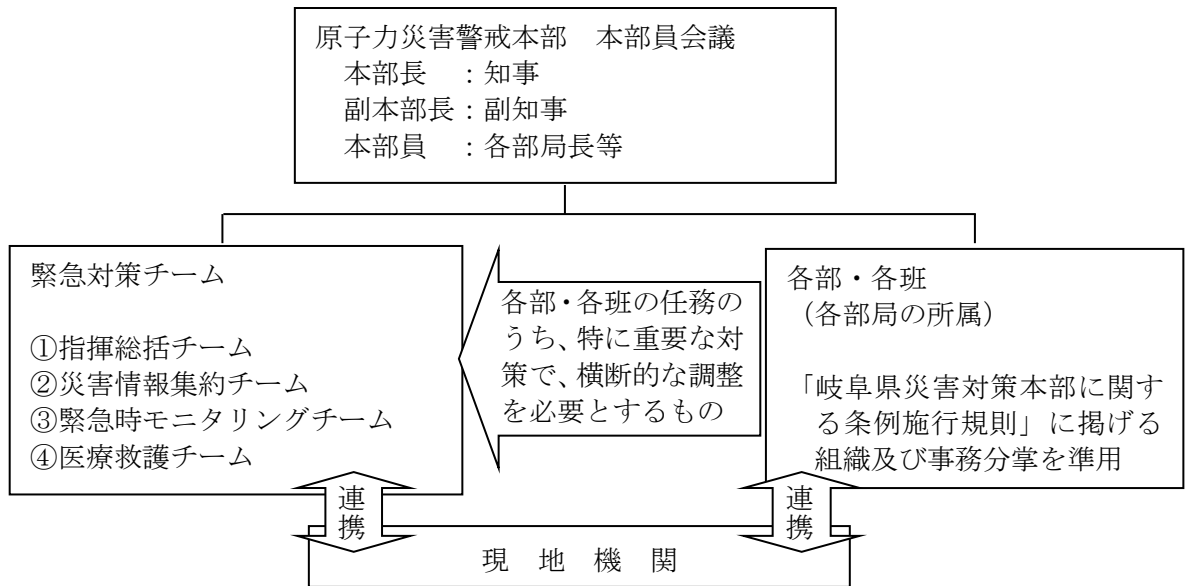 原子力災害警戒本部　本部員会議
本部長　：知事
副本部長：副知事
本部員　：各部局長等
緊急対策チーム
①指揮総括チーム
②災害情報集約チーム
③緊急時モニタリングチーム
④医療救護チーム
各部・各班の任務の
うち、特に重要な対
策で、横断的な調整
を必要とするもの
各部・各班
（各部局の所属）
「岐阜県災害対策本部に関す
る条例施行規則」に掲げる
組織及び事務分掌を準用
連携
連携
現　地　機　関